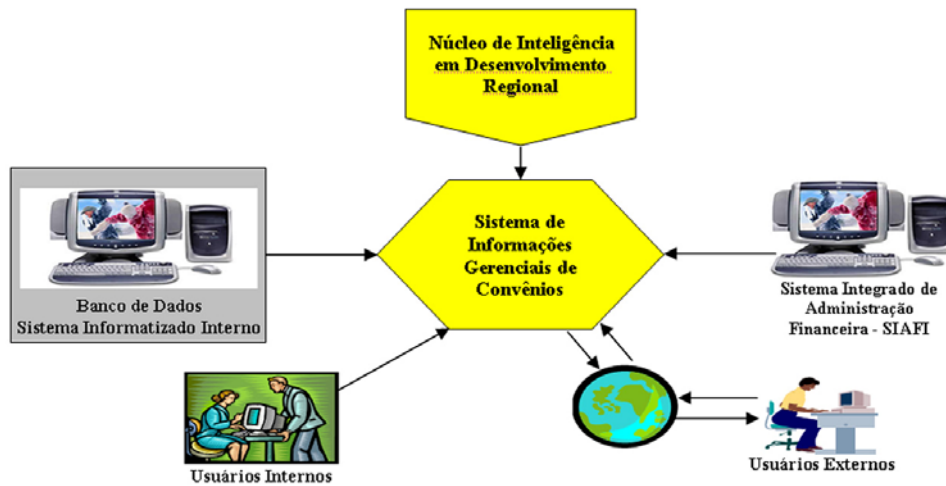 Núcleo de Inteligência
em Desenvolvimento
Regional
Sistema de
Informações
Gerenciais de
Convênios
Banco de Dados
Sistema Informatizado Interno
Sistema Integrado de
Administração
Financeira - SIAFI
Usuários Internos
Usuários Externos